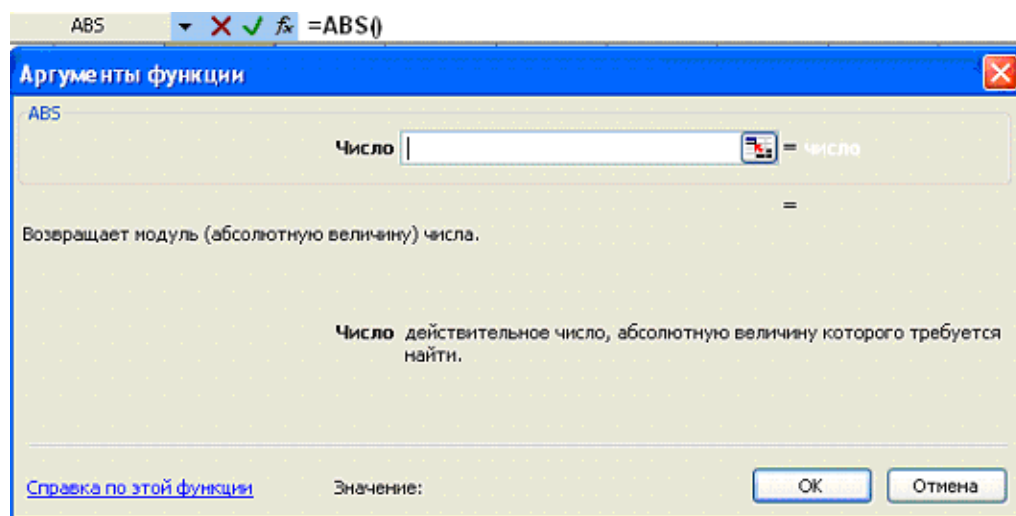 ABS fx =ABS()
Аргументы функции
ABS
Число = число
=
Возвращает модуль (абсолютную величину) числа.
Число действительное число, абсолютную величину которого требуется
найти.
Справка по этой функции Значение: ОК Отмена